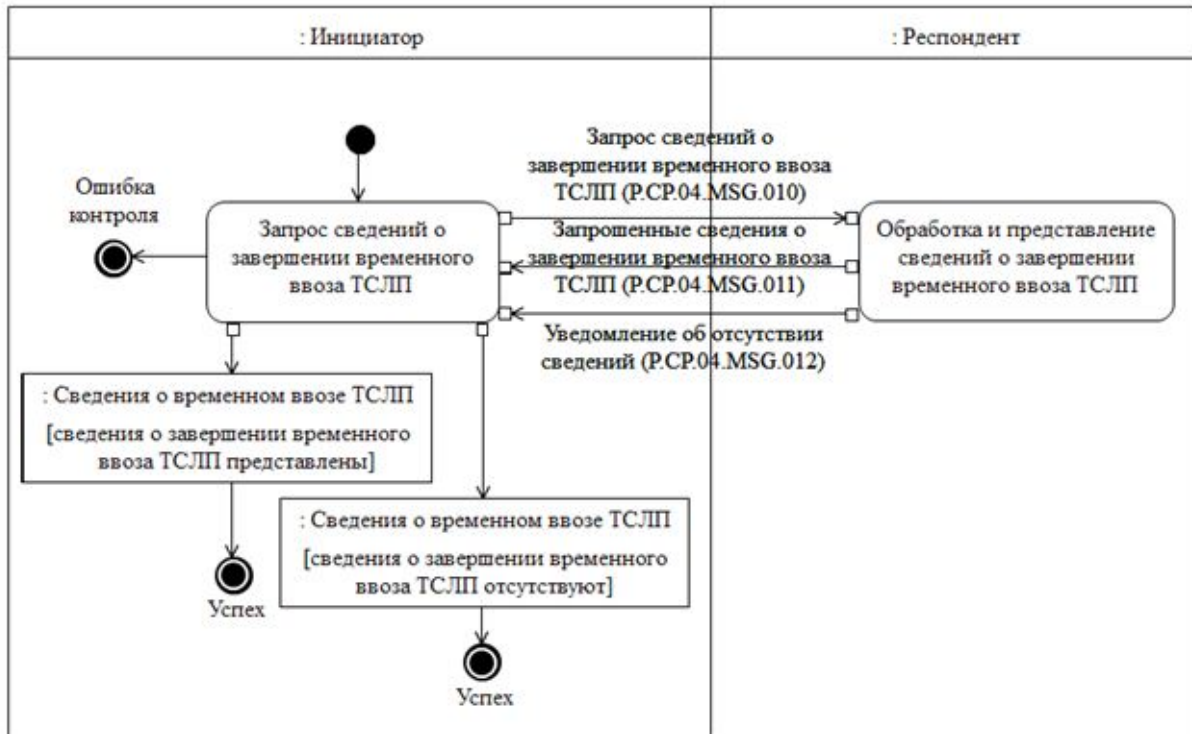 : Инициатор
: Респондент
Запрос сведений о
завершении временного ввоза
ТСЛП (P.CP.04.MSG.010)
Ошибка
контроля
Запрос сведений о
завершении временного
ввоза ТСЛП
Запрошенные сведения о
завершении временного ввоза
ТСЛП (P.CP.04.MSG.011)
Обработка и представление
сведений о завершении
временного ввоза ТСЛП
Уведомление об отсутствии
сведений (P.CP.04.MSG.012)
: Сведения о временном ввозе ТСЛП
[сведения о завершении временного
ввоза ТСЛП представлены]
: Сведения о временном ввозе ТСЛП
[сведения о завершении временного
ввоза ТСЛП отсутствуют]
Успех
Успех